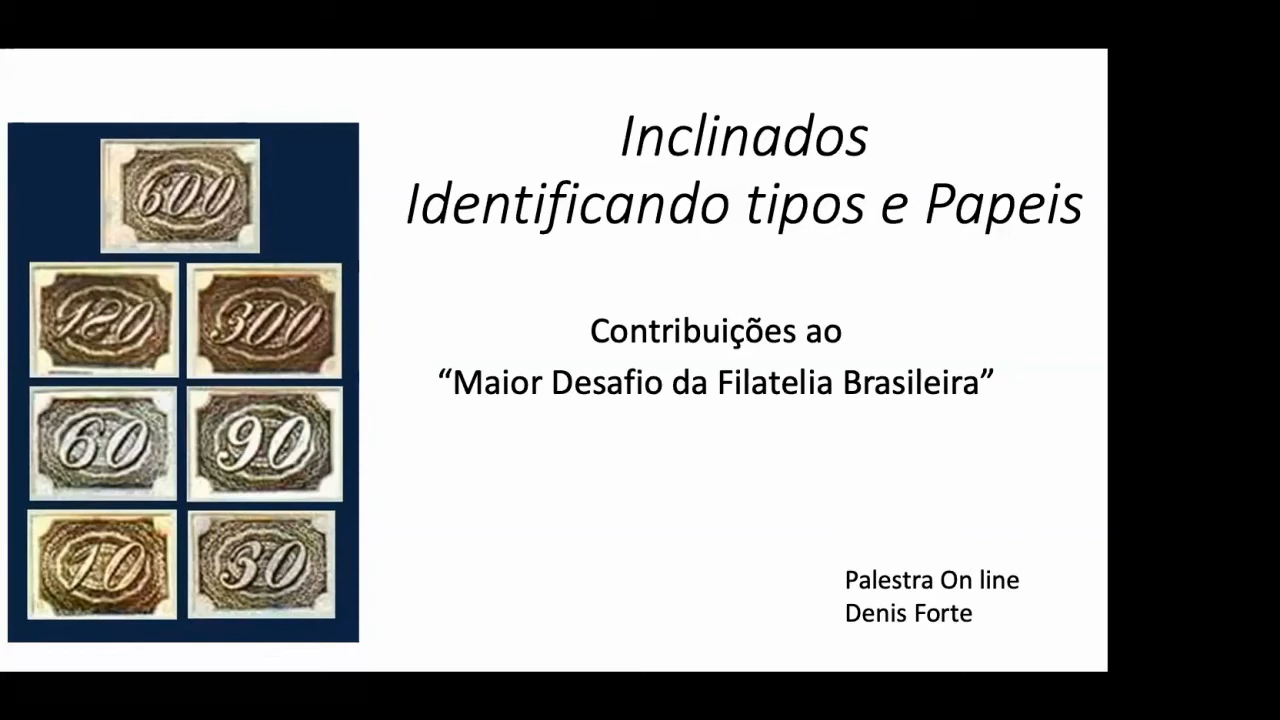 Inclinados
Identificando tipos e Papeis
Contribuições ao
“Maior Desafio da Filatelia Brasileira”
Palestra On line
Denis Forte
600
180
300
60
90
10
30